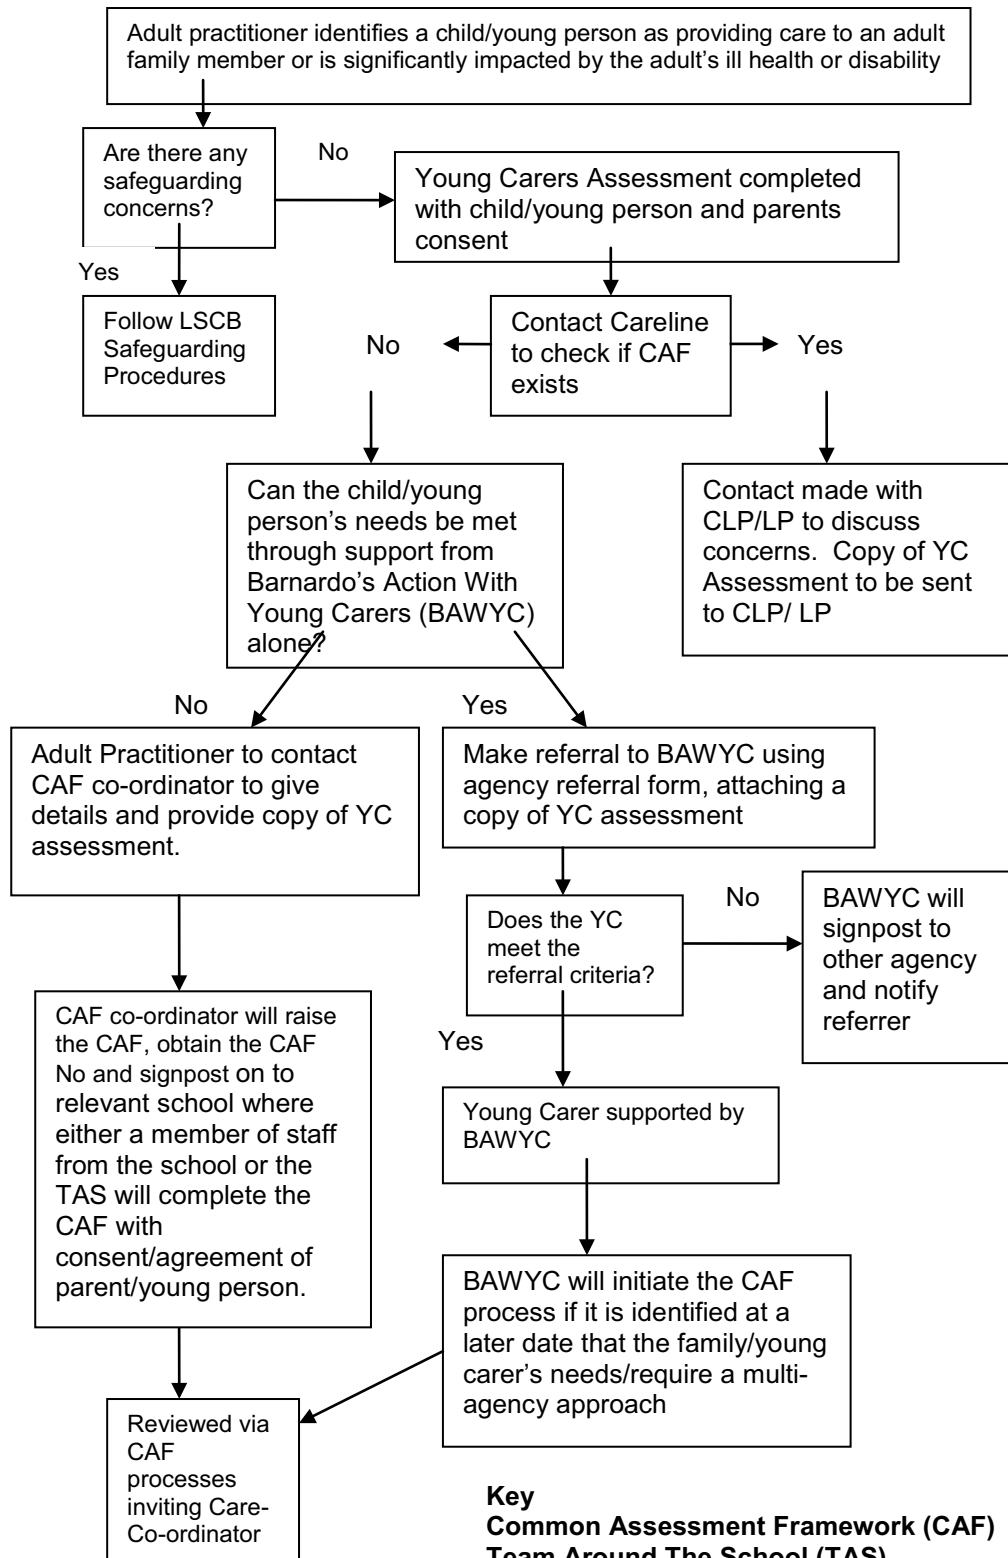 Adult practitioner identifies a child/young person as providing care to an adult
family member or is significantly impacted by the adult's ill health or disability
Are there any
safeguarding
concerns?
No
Young Carers Assessment completed
with child/young person and parents
consent
Yes
Follow LSCB
Safeguarding
Procedures
No
Contact Careline
to check if CAF
exists
Yes
Can the child/young
person's needs be met
through support from
Barnardo's Action With
Young Carers (BAWYC)
alone?
Contact made with
CLP/LP to discuss
concerns. Copy of YC
Assessment to be sent
to CLP/ LP
No
Yes
Adult Practitioner to contact
CAF co-ordinator to give
details and provide copy of YC
assessment.
Make referral to BAWYC using
agency referral form, attaching a
copy of YC assessment
Does the YC
meet the
referral criteria?
No
BAWYC will
signpost to
other agency
and notify
referrer
Yes
CAF co-ordinator will raise
the CAF, obtain the CAF
No and signpost on to
relevant school where
either a member of staff
from the school or the
TAS will complete the
CAF with
consent/agreement of
parent/young person.
Young Carer supported by
BAWYC
BAWYC will initiate the CAF
process if it is identified at a
later date that the family/young
carer's needs/require a multi-
agency approach
Reviewed via
CAF
processes
inviting Care-
Co-ordinator
Key
Common Assessment Framework (CAF)
Team Around The School (TAS)